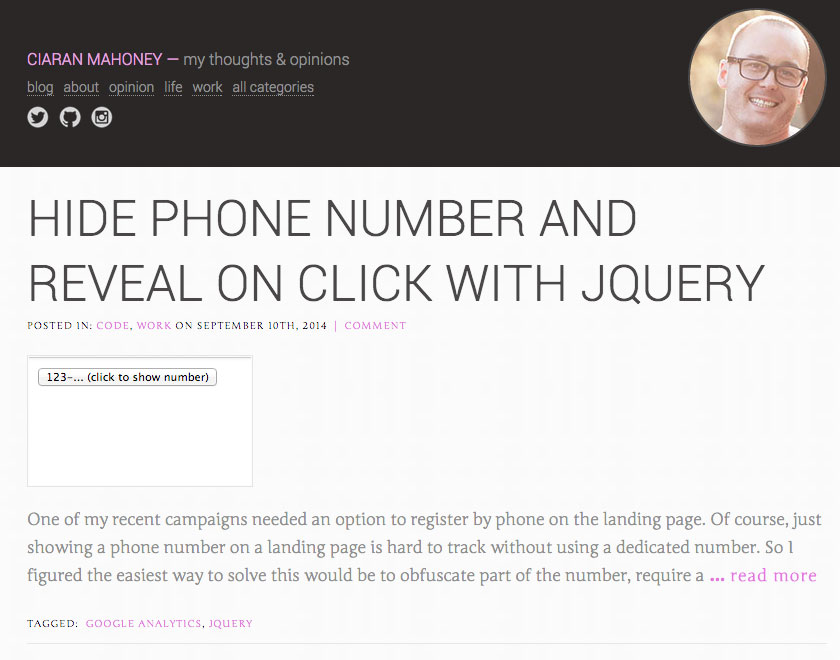 CIARAN MAHONEY — my thoughts & opinions
blog about opinion life work all categories
HIDE PHONE NUMBER AND
REVEAL ON CLICK WITH JQUERY
POSTED IN: CODE, WORK ON SEPTEMBER 10TH, 2014 | COMMENT
123-... (click to show number)
One of my recent campaigns needed an option to register by phone on the landing page. Of course, just
showing a phone number on a landing page is hard to track without using a dedicated number. So I
figured the easiest way to solve this would be to obfuscate part of the number, require a ... read more
TAGGED: GOOGLE ANALYTICS, JQUERY